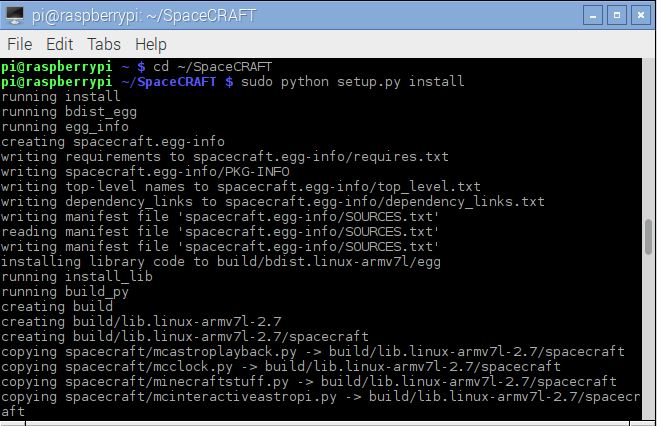 pi@raspberrypi: ~/SpaceCRAFT
File Edit Tabs Help
pi@raspberrypi ~ $ cd ~/SpaceCRAFT
pi@raspberrypi ~/SpaceCRAFT $ sudo python setup.py install
running install
running bdist_egg
running egg_info
creating spacecraft.egg-info
writing requirements to spacecraft.egg-info/requires.txt
writing spacecraft.egg-info/PKG-INFO
writing top-level names to spacecraft.egg-info/top_level.txt
writing dependency_links to spacecraft.egg-info/dependency_links.txt
writing manifest file 'spacecraft.egg-info/SOURCES.txt'
reading manifest file 'spacecraft.egg-info/SOURCES.txt'
writing manifest file 'spacecraft.egg-info/SOURCES.txt'
installing library code to build/bdist.linux-armv7l/egg
running install_lib
running build_py
creating build
creating build/lib.linux-armv7l-2.7
creating build/lib.linux-armv7l-2.7/spacecraft
copying spacecraft/mcastroplayback.py -> build/lib.linux-armv7l-2.7/spacecraft
copying spacecraft/mcclock.py -> build/lib.linux-armv7l-2.7/spacecraft
copying spacecraft/minecraftstuff.py -> build/lib.linux-armv7l-2.7/spacecraft
copying spacecraft/mcinteractiveastropi.py -> build/lib.linux-armv7l-2.7/spacecr
aft